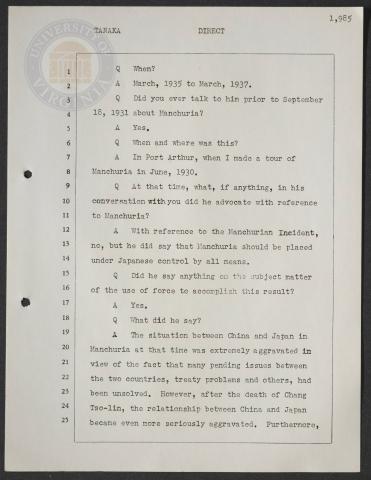 1,985
TANAKA DIRECT
1 Q When?
2 A March, 1935 to March, 1937.
3 Q Did you ever talk to him prior to September
4 18, 1931 about Manchuria?
5 A Yes.
6 Q When and where was this?
7 A In Port Arthur, when I made a tour of
8 Manchuria in June, 1930.
9 Q At that time, what, if anything, in his
10 conversation with you did he advocate with reference
11 to Manchuria?
12 A With reference to the Manchurian Incident,
13 no, but he did say that Manchuria should be placed
14 under Japanese control by all means.
15 Q Did he say anything on the subject matter
16 of the use of force to accomplish this result?
17 A Yes.
18 Q What did he say?
19 A The situation between China and Japan in
20 Manchuria at that time was extremely aggravated in
21 view of the fact that many pending issues between
22 the two countries, treaty problems and others, had
23 been unsolved. However, after the death of Chang
24 Tso-lin, the relationship between China and Japan
25 became even more seriously aggravated. Furthermore,
UNIVERSITY OF VIRGINIA